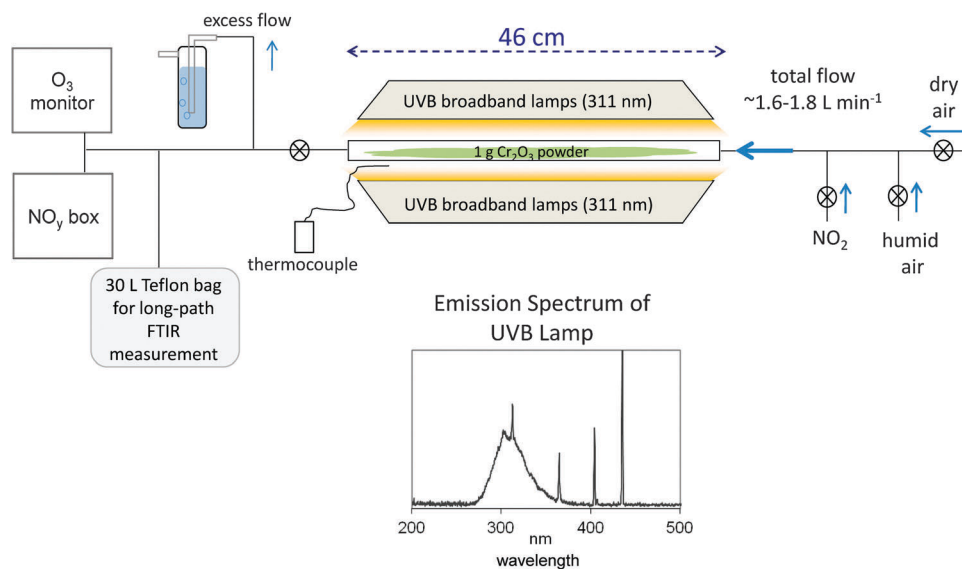 excess flow
46 cm
O₃
monitor
UVB broadband lamps (311 nm)
total flow
~1.6-1.8 L min⁻¹
dry
air
1 g Cr₂O₃ powder
NOᵧ box
UVB broadband lamps (311 nm)
thermocouple
NO₂
humid
air
30 L Teflon bag
for long-path
FTIR
measurement
Emission Spectrum of
UVB Lamp
200
300
400
500
nm
wavelength